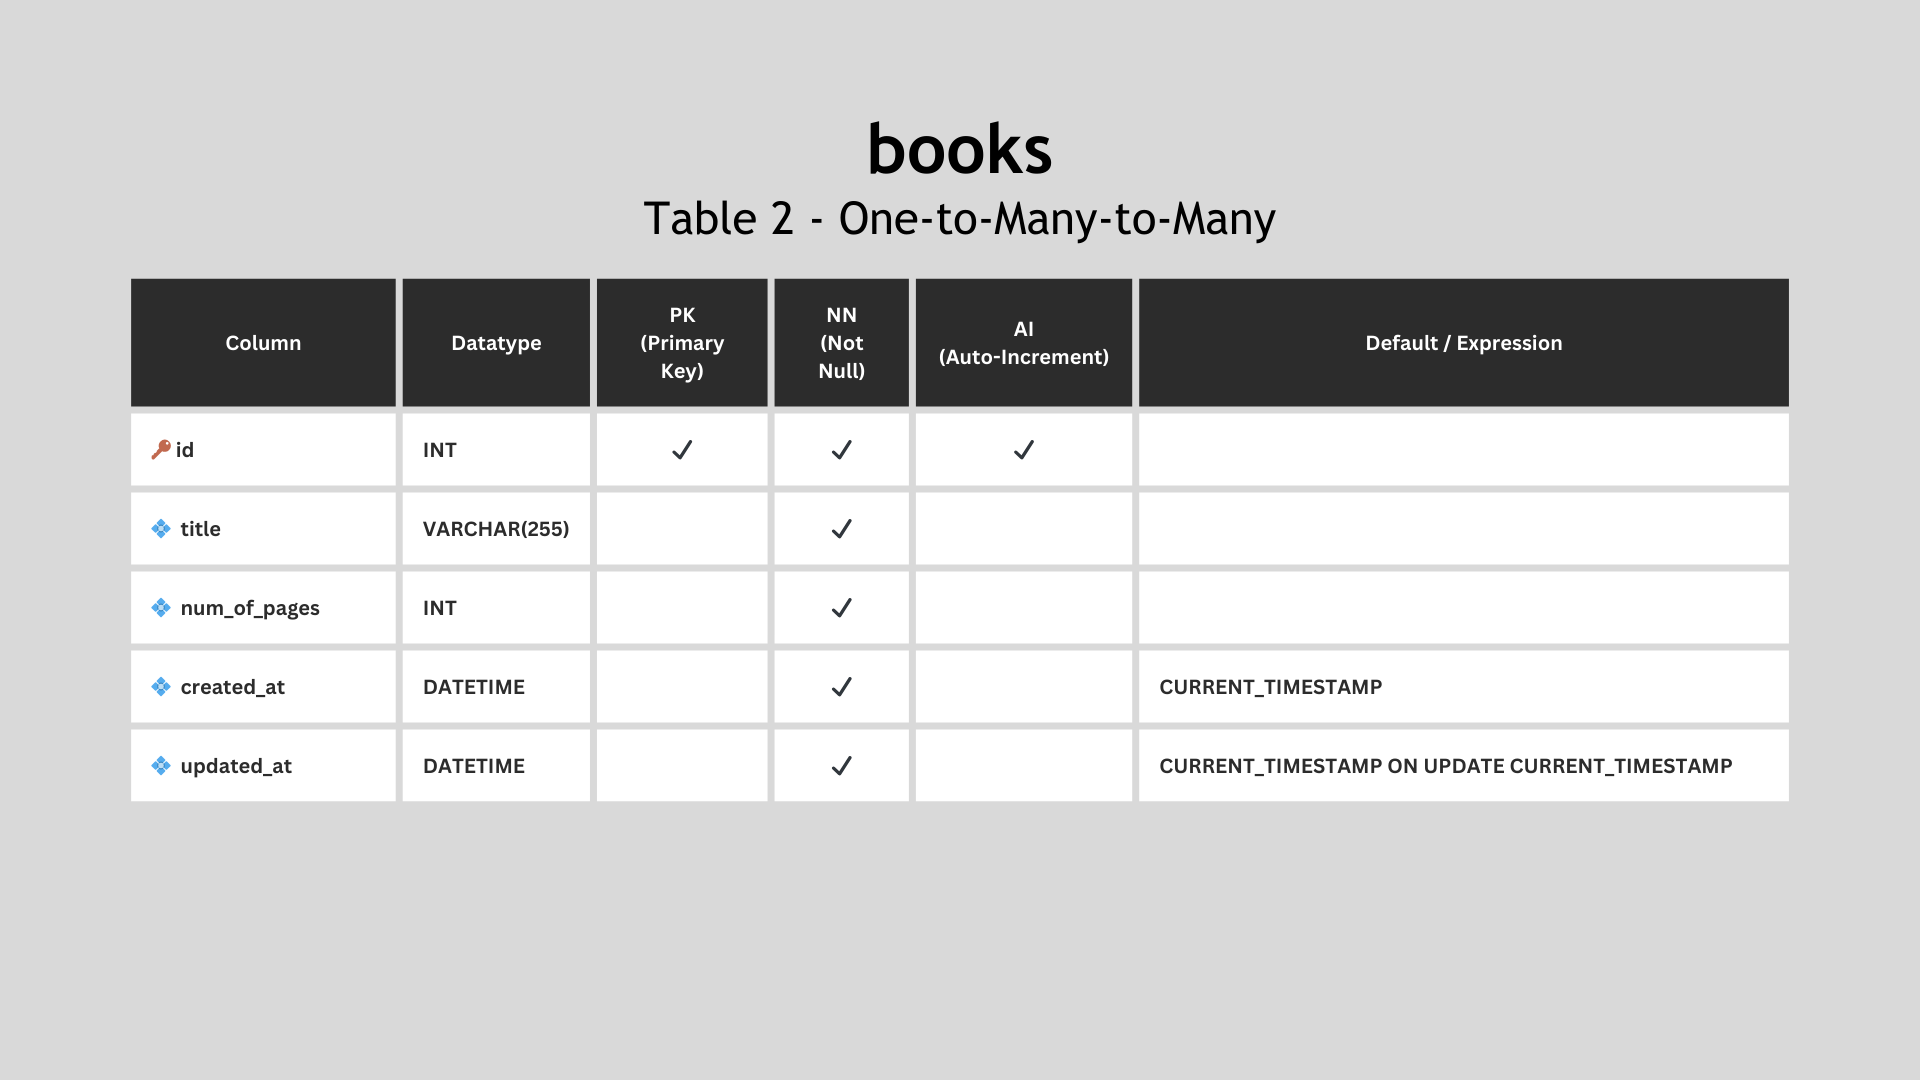 books
Table 2 - One-to-Many-to-Many
Column
Datatype
PK
(Primary
Key)
NN
(Not
Null)
AI
(Auto-Increment)
Default / Expression
id
INT
✓
✓
✓
title
VARCHAR(255)
✓
num_of_pages
INT
✓
created_at
DATETIME
✓
CURRENT_TIMESTAMP
updated_at
DATETIME
✓
CURRENT_TIMESTAMP ON UPDATE CURRENT_TIMESTAMP